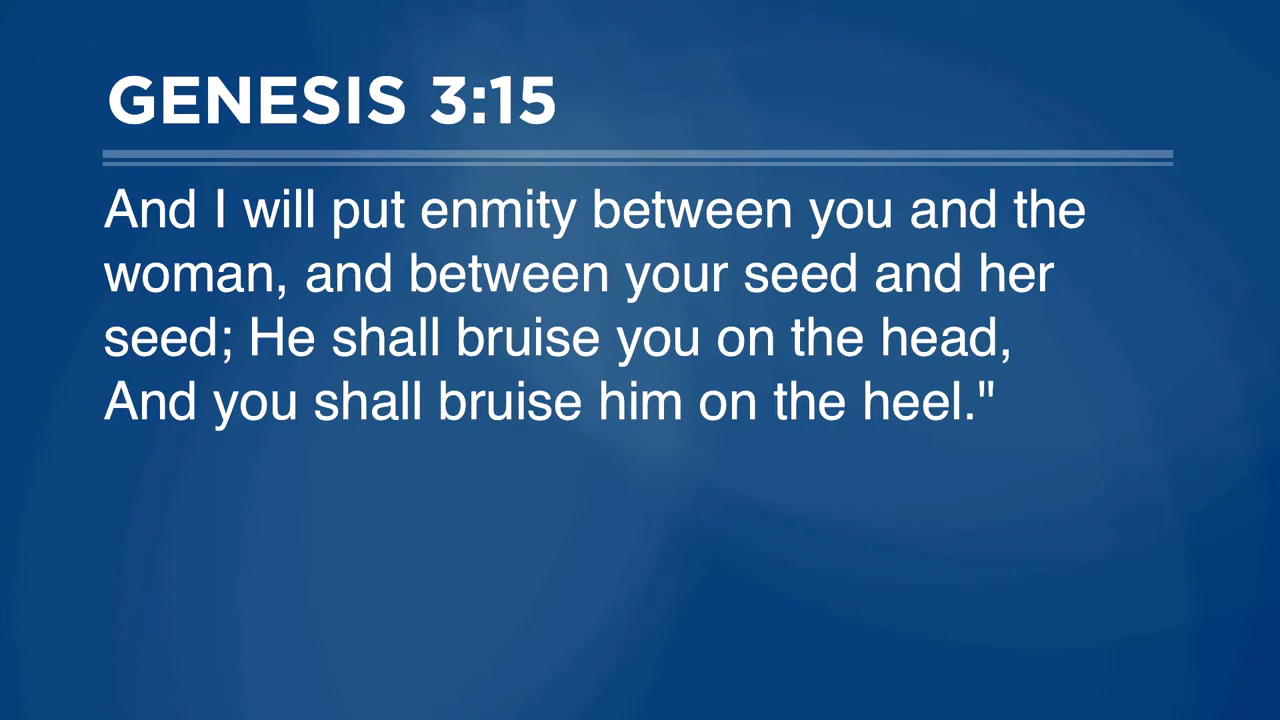 GENESIS 3:15
And I will put enmity between you and the
woman, and between your seed and her
seed; He shall bruise you on the head,
And you shall bruise him on the heel."